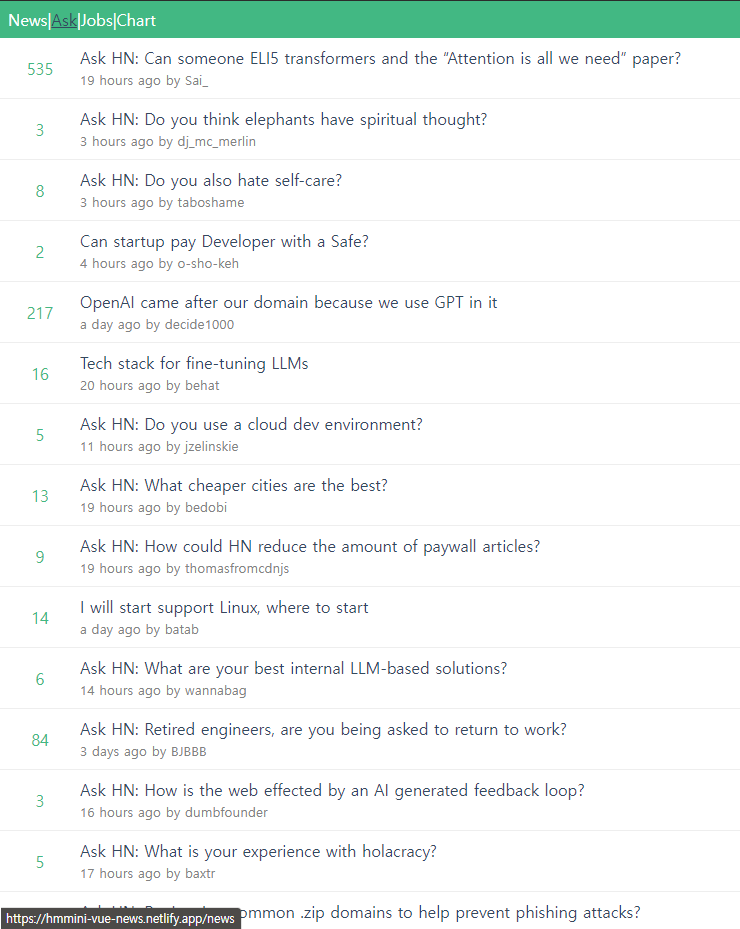 News|Ask|Jobs|Chart
535
Ask HN: Can someone ELI5 transformers and the “Attention is all we need” paper?
19 hours ago by Sai_
3
Ask HN: Do you think elephants have spiritual thought?
3 hours ago by dj_mc_merlin
8
Ask HN: Do you also hate self-care?
3 hours ago by taboshame
2
Can startup pay Developer with a Safe?
4 hours ago by o-sho-keh
217
OpenAI came after our domain because we use GPT in it
a day ago by decide1000
16
Tech stack for fine-tuning LLMs
20 hours ago by behat
5
Ask HN: Do you use a cloud dev environment?
11 hours ago by jzelinskie
13
Ask HN: What cheaper cities are the best?
19 hours ago by bedobi
9
Ask HN: How could HN reduce the amount of paywall articles?
19 hours ago by thomasfromcdnjs
14
I will start support Linux, where to start
a day ago by batab
6
Ask HN: What are your best internal LLM-based solutions?
14 hours ago by wannabag
84
Ask HN: Retired engineers, are you being asked to return to work?
3 days ago by BJBBB
3
Ask HN: How is the web effected by an AI generated feedback loop?
16 hours ago by dumbfounder
5
Ask HN: What is your experience with holacracy?
17 hours ago by baxtr
.zip domains to help prevent phishing attacks?
https://hmmini-vue-news.netlify.app/news